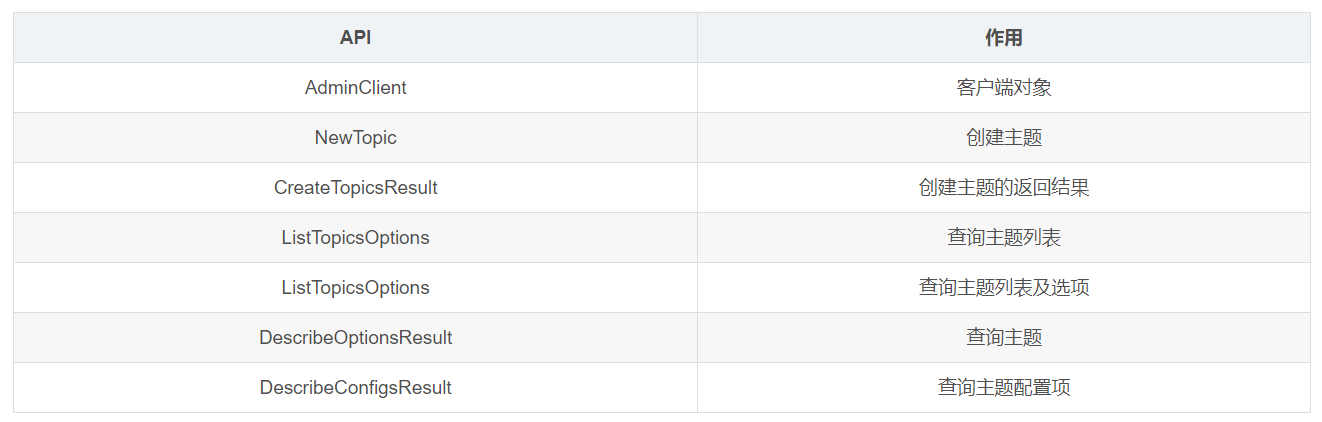 API 作用
AdminClient 客户端对象
NewTopic 创建主题
CreateTopicsResult 创建主题的返回结果
ListTopicsOptions 查询主题列表
ListTopicsOptions 查询主题列表及选项
DescribeOptionsResult 查询主题
DescribeConfigsResult 查询主题配置项